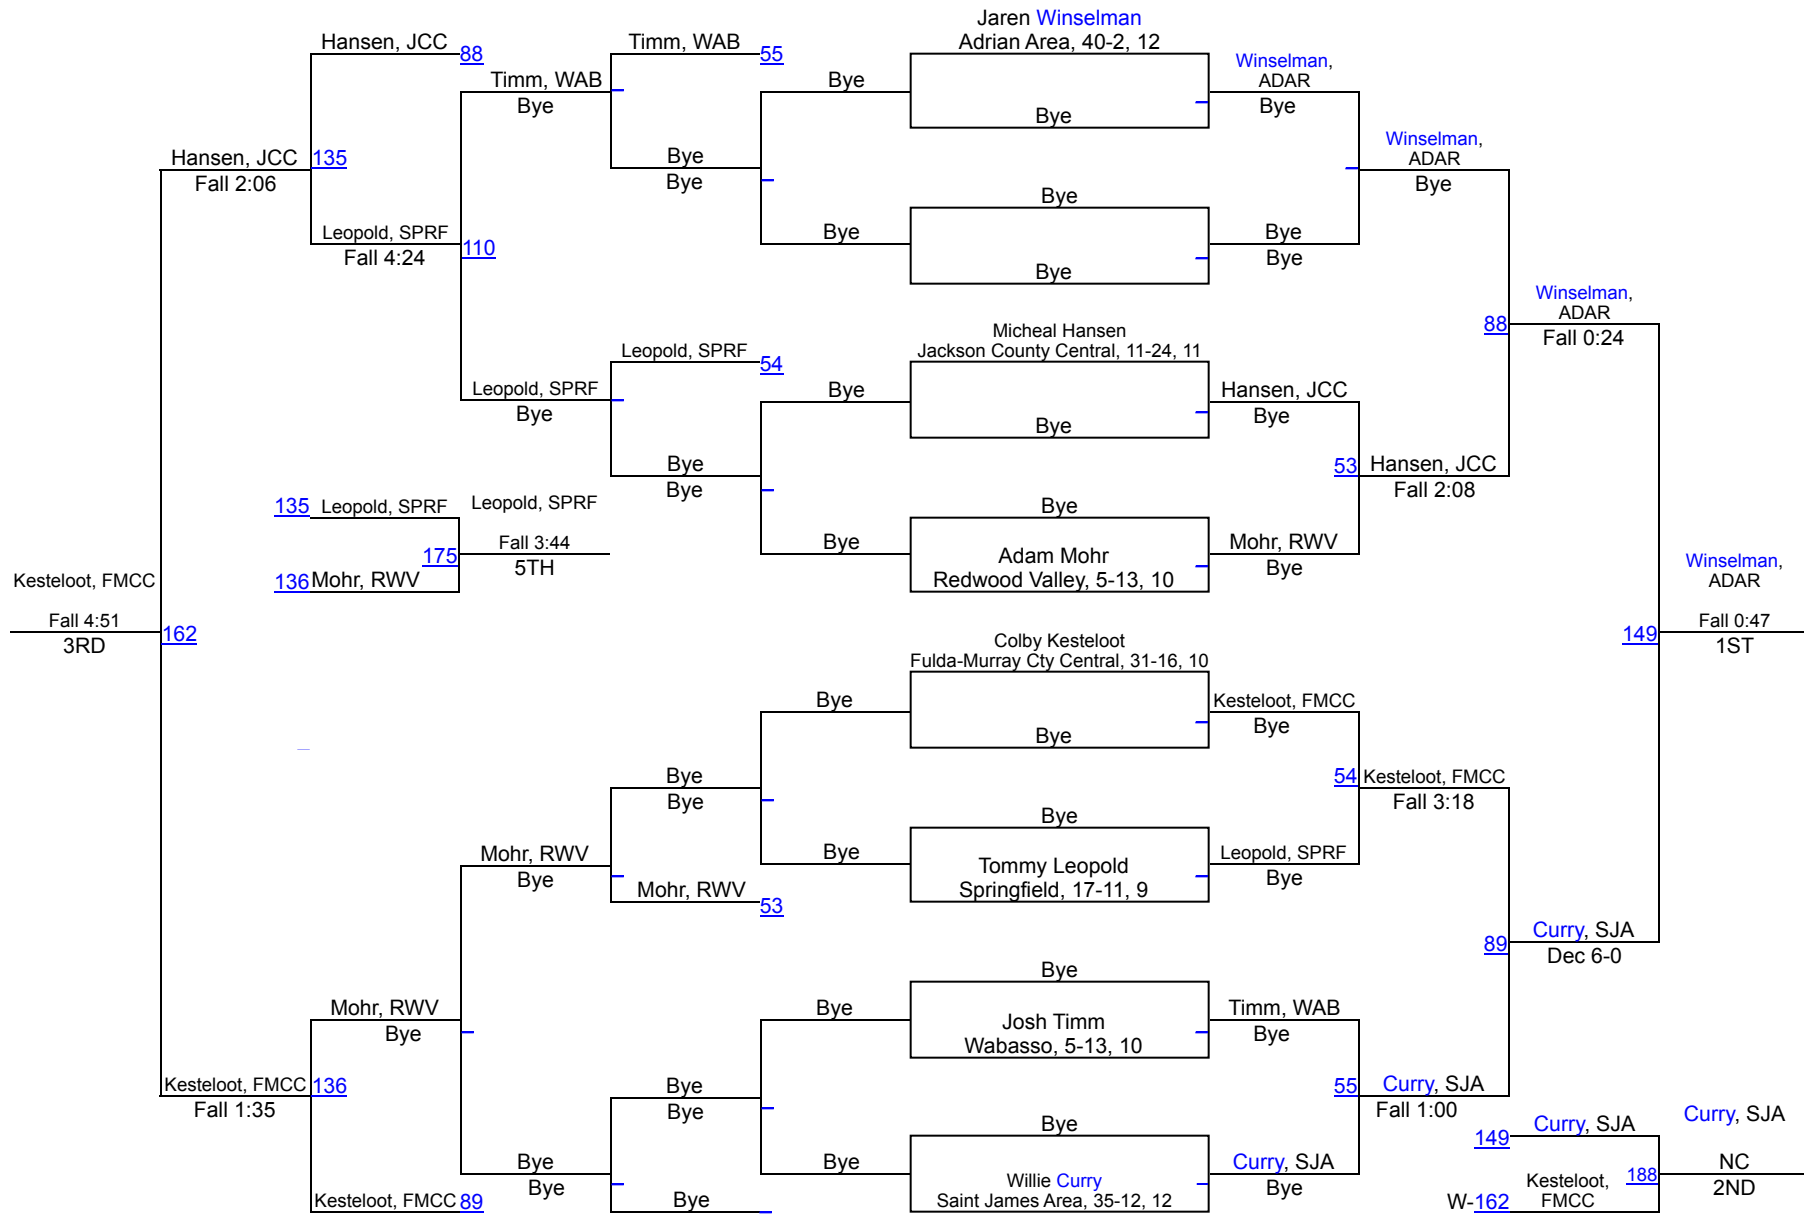 Jaren Winselman
Adrian Area, 40-2, 12
Hansen, JCC
88
Timm, WAB
55
Winselman,
ADAR
Timm, WAB
Bye
Bye
Bye
Bye
Winselman,
ADAR
Bye
Hansen, JCC
135
Fall 2:06
Bye
Bye
Bye
Leopold, SPRF
110
Fall 4:24
Bye
Bye
Bye
Bye
Winselman,
ADAR
88
Fall 0:24
Micheal Hansen
Jackson County Central, 11-24, 11
Leopold, SPRF
54
Leopold, SPRF
Bye
Bye
Bye
Hansen, JCC
Bye
Bye
Bye
53
Hansen, JCC
Fall 2:08
135
Leopold, SPRF
Leopold, SPRF
Bye
175
Fall 3:44
5TH
136
Mohr, RWV
Bye
Adam Mohr
Redwood Valley, 5-13, 10
Mohr, RWV
Bye
Kesteloot, FMCC
Fall 4:51
3RD
162
Winselman,
ADAR
149
Fall 0:47
1ST
Colby Kesteloot
Fulda-Murray Cty Central, 31-16, 10
Bye
Bye
Kesteloot, FMCC
Bye
Bye
Bye
54
Kesteloot, FMCC
Fall 3:18
Bye
Mohr, RWV
Bye
Bye
Tommy Leopold
Springfield, 17-11, 9
Leopold, SPRF
Bye
Mohr, RWV
53
89
Curry, SJA
Dec 6-0
Bye
Mohr, RWV
Bye
Bye
Josh Timm
Wabasso, 5-13, 10
Timm, WAB
Bye
Kesteloot, FMCC
136
Fall 1:35
Bye
Bye
55
Curry, SJA
Fall 1:00
Bye
149
Curry, SJA
Curry, SJA
Bye
Bye
Bye
Willie Curry
Saint James Area, 35-12, 12
Curry, SJA
Bye
188
NC
2ND
Kesteloot, FMCC
89
Bye
W-162
Kesteloot,
FMCC